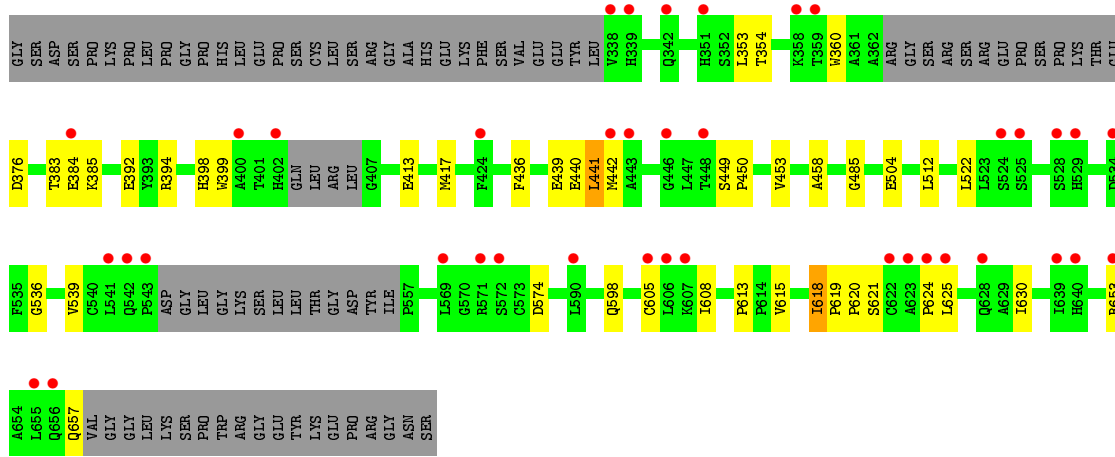 GLY SER ASP SER PRO LYS PRO LEU PRO GLY PRO HIS LEU GLU PRO SER CYS LEU SER ARG GLY ALA HIS GLU LYS PHE SER VAL GLU GLU TYR LEU V338 H339 Q342 H351 S352 L353 T354 K358 T359 W360 A361 A362 ARG GLY SER ARG SER ARG GLU PRO SER PRO LYS THR GLU
D376 T383 E384 K385 E392 Y393 R394 H398 W399 A400 T401 H402 GLN LEU ARG LEU G407 E413 M417 F424 F436 E439 E440 L441 M442 A443 G446 L447 T448 S449 P450 V453 A458 G485 E504 L512 L522 L523 S524 S525 S528 H529 D534
F535 G536 V539 C540 L541 Q542 P543 ASP GLY LEU GLY LYS SER LEU LEU THR GLY ASP TYR ILE P557 L569 G570 R571 S572 C573 D574 L590 Q598 C605 L606 K607 I608 P613 P614 V615 I618 P619 P620 S621 C622 A623 P624 L625 Q628 A629 I630 I639 H640 R653
A654 L655 Q656 Q657 VAL GLY GLY LEU LYS SER PRO TRP ARG GLY GLU TYR LYS GLU PRO ARG GLY ASN SER